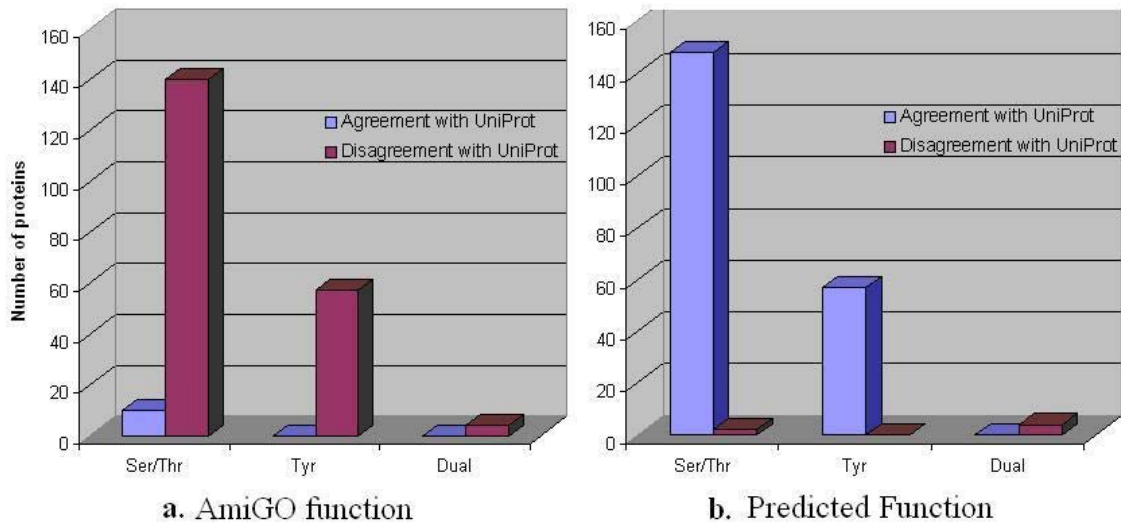 Number of proteins
160
140
120
100
80
60
40
20
0
Agreement with UniProt
Disagreement with UniProt
Ser/Thr Tyr Dual
a. AmiGO function
160
140
120
100
80
60
40
20
0
Agreement with UniProt
Disagreement with UniProt
Ser/Thr Tyr Dual
b. Predicted Function